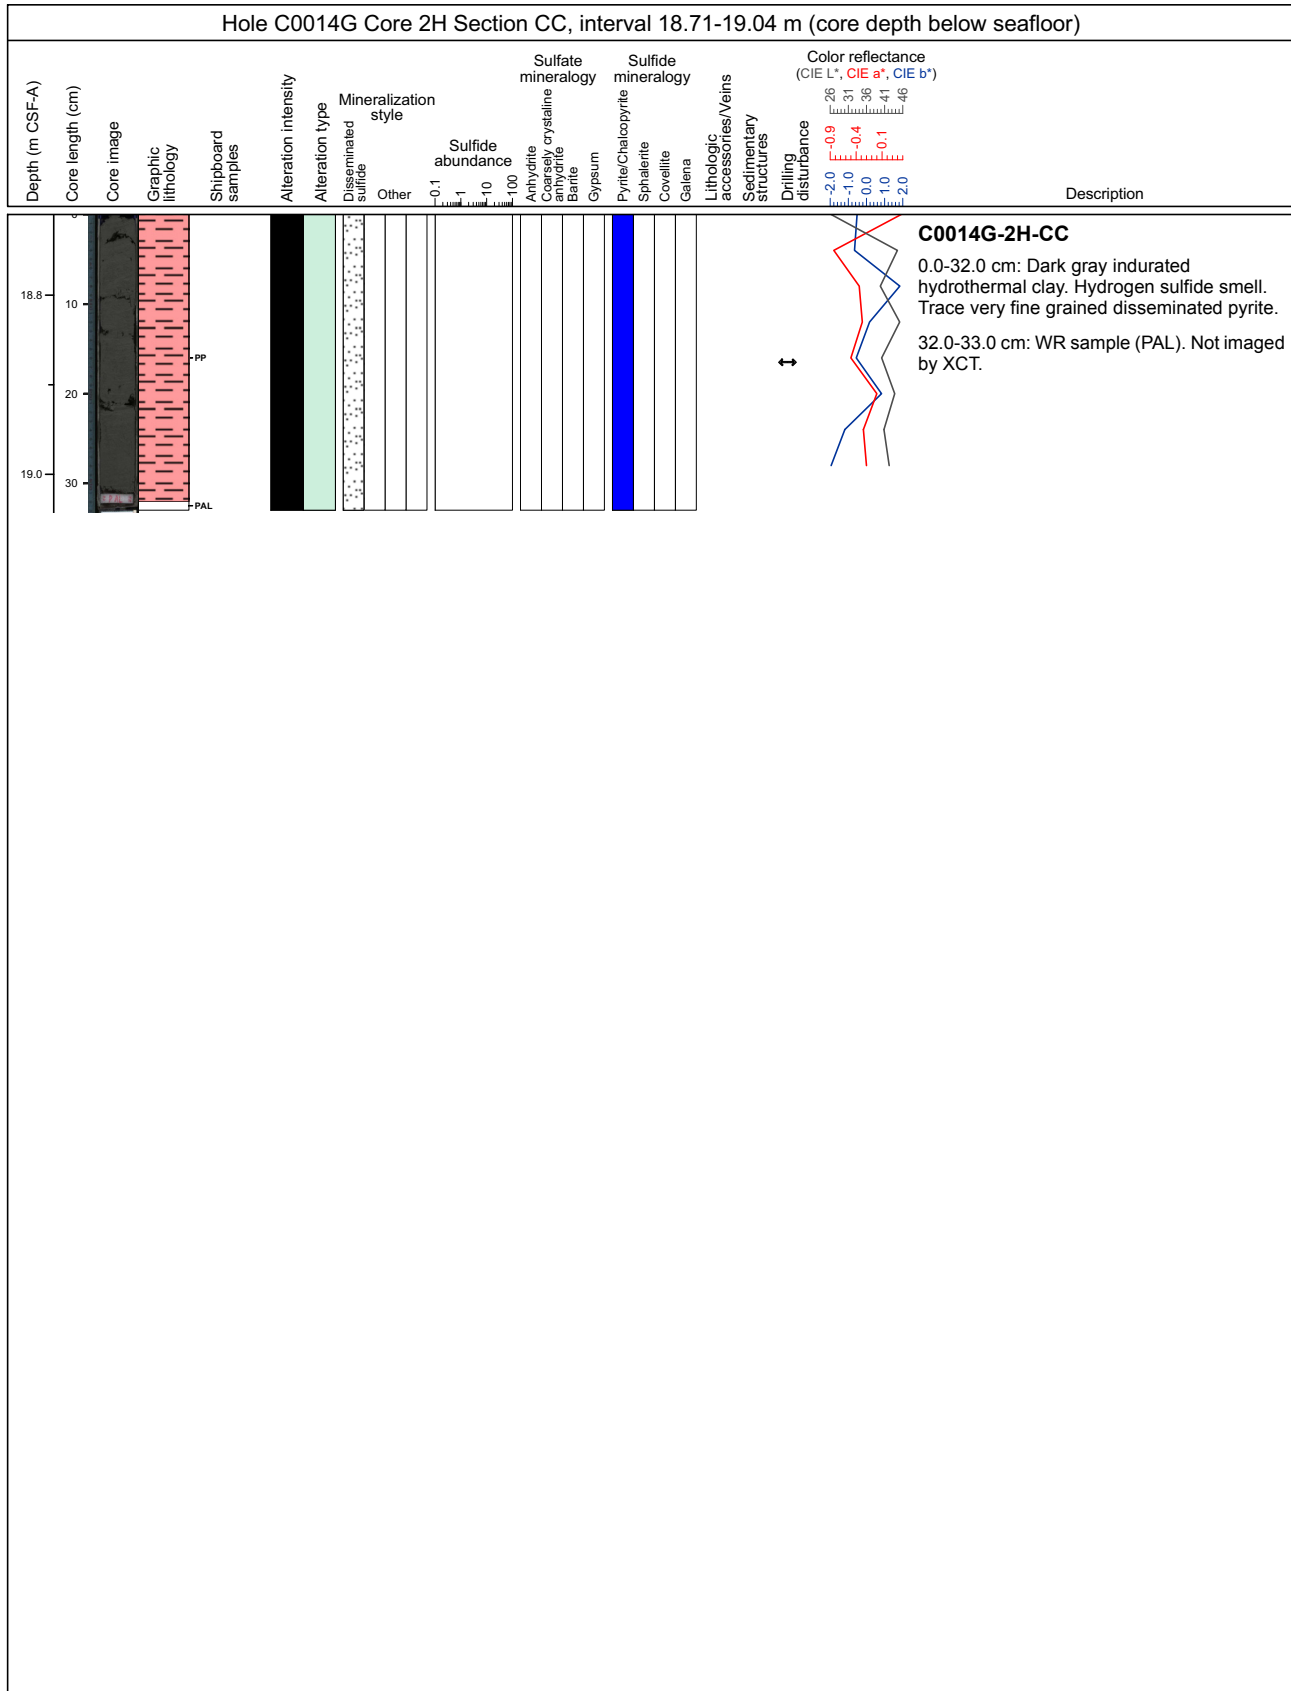 Hole C0014G Core 2H Section CC, interval 18.71-19.04 m (core depth below seafloor)
Depth (m CSF-A)
Core length (cm)
Core image
Graphic
lithology
Shipboard
samples
Alteration intensity
Alteration type
Mineralization
style
Disseminated
sulfide
Other
Sulfide
abundance
0.1
1
10
100
Sulfate
mineralogy
Anhydrite
Coarsely crystaline
anhydrite
Barite
Gypsum
Sulfide
mineralogy
Pyrite/Chalcopyrite
Sphalerite
Covellite
Galena
Lithologic
accessories/Veins
Sedimentary
structures
Drilling
disturbance
Color reflectance
(CIE L*, CIE a*, CIE b*)
26
31
36
41
46
-0.9
-0.4
0.1
-2.0
-1.0
0.0
1.0
2.0
Description
18.8
19.0
0
10
20
30
PP
PAL
C0014G-2H-CC
0.0-32.0 cm: Dark gray indurated
hydrothermal clay. Hydrogen sulfide smell.
Trace very fine grained disseminated pyrite.
32.0-33.0 cm: WR sample (PAL). Not imaged
by XCT.